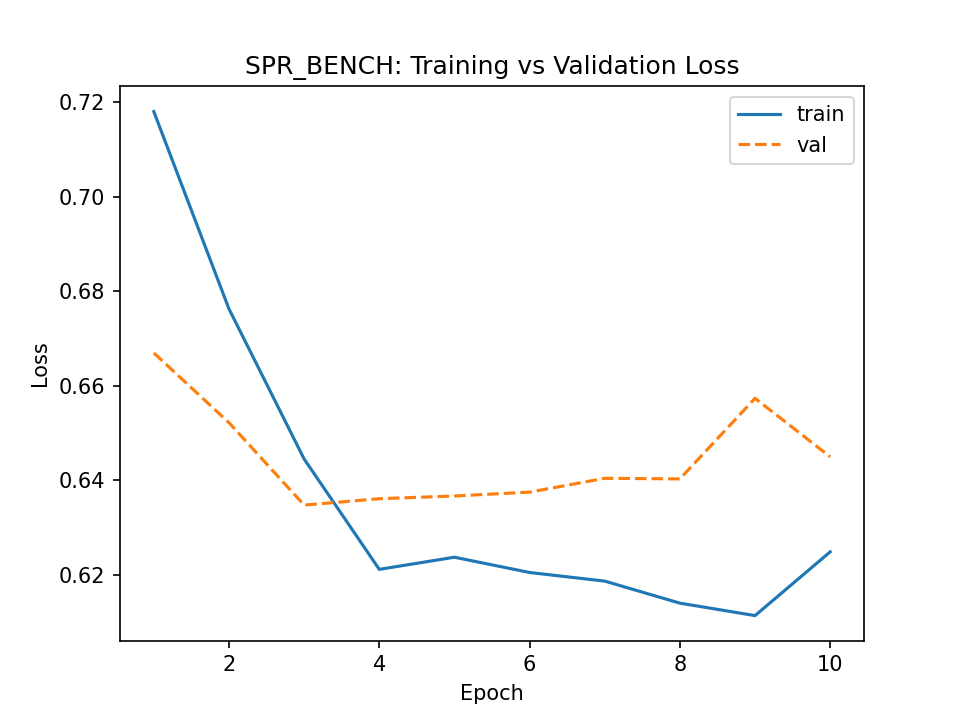 SPR_BENCH: Training vs Validation Loss
train
val
Loss
0.72
0.70
0.68
0.66
0.64
0.62
2
4
6
8
10
Epoch